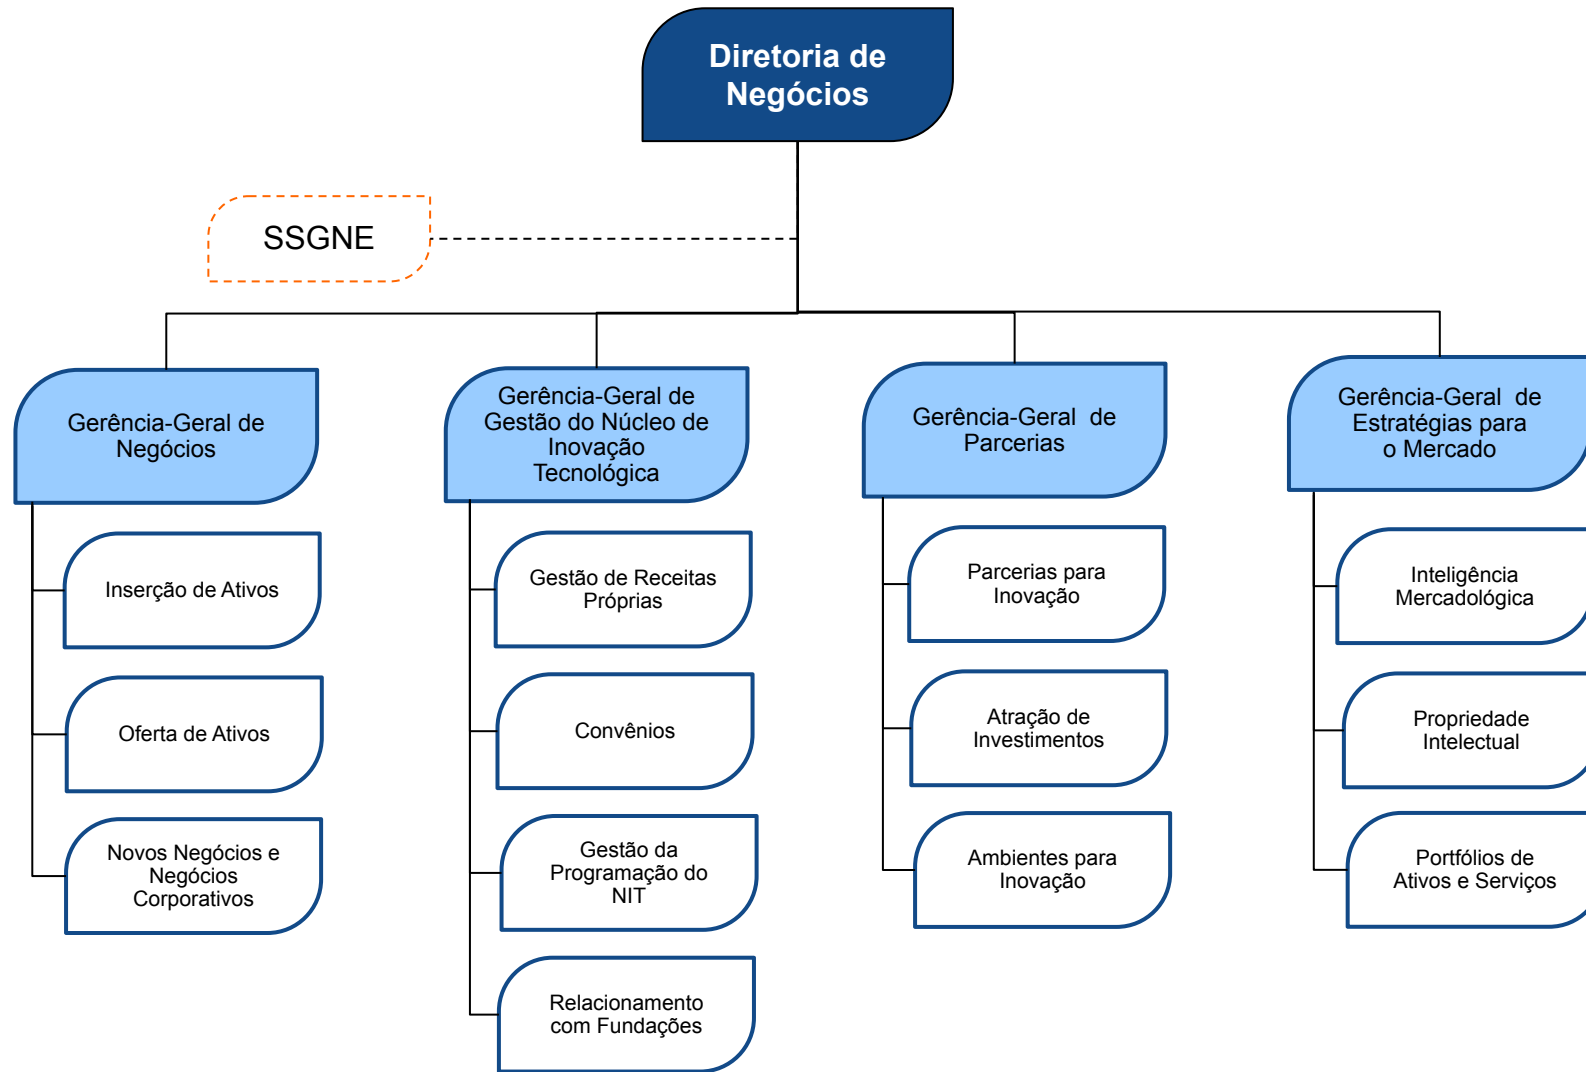 Diretoria de
Negócios
SSGNE
Gerência-Geral de
Negócios
Inserção de Ativos
Oferta de Ativos
Novos Negócios e
Negócios
Corporativos
Gerência-Geral de
Gestão do Núcleo de
Inovação
Tecnológica
Gestão de Receitas
Próprias
Convênios
Gestão da
Programação do
NIT
Relacionamento
com Fundações
Gerência-Geral de
Parcerias
Parcerias para
Inovação
Atração de
Investimentos
Ambientes para
Inovação
Gerência-Geral de
Estratégias para
o Mercado
Inteligência
Mercadológica
Propriedade
Intelectual
Portfólios de
Ativos e Serviços